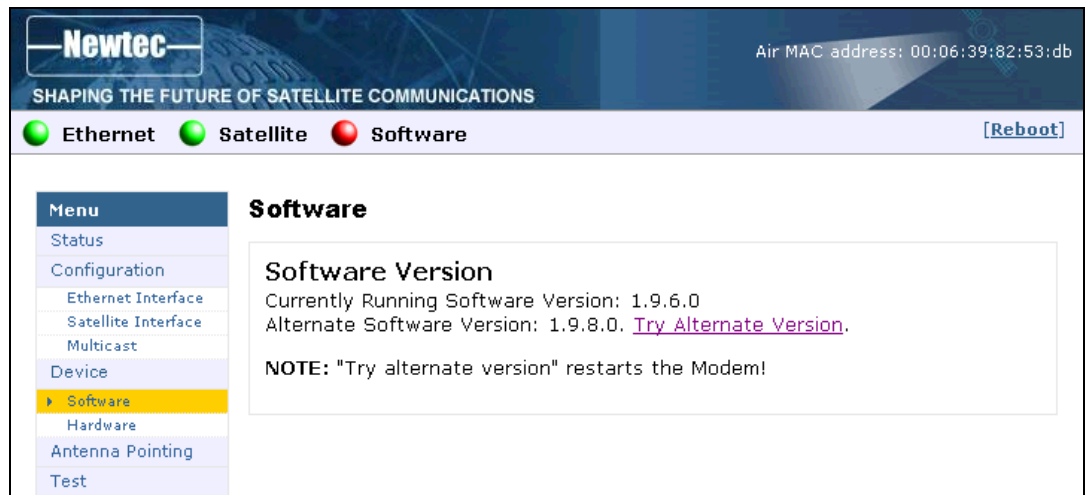 Newtec
Air MAC address: 00:06:39:82:53:db
SHAPING THE FUTURE OF SATELLITE COMMUNICATIONS
Ethernet Satellite Software [Reboot]
Menu
Status
Configuration
Ethernet Interface
Satellite Interface
Multicast
Device
Software
Hardware
Antenna Pointing
Test
Software
Software Version
Currently Running Software Version: 1.9.6.0
Alternate Software Version: 1.9.8.0. Try Alternate Version.
NOTE: "Try alternate version" restarts the Modem!